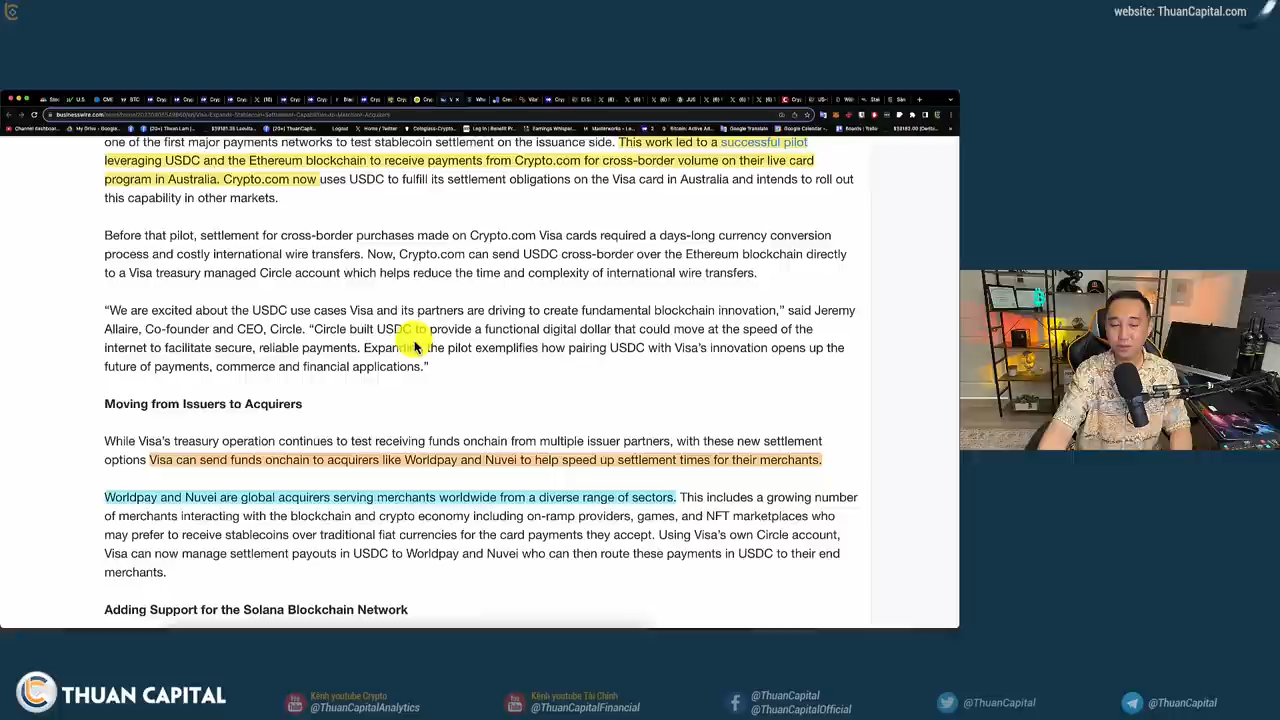 website: ThuanCapital.com
one of the first major payments networks to test stablecoin settlement on the issuance side. This work led to a successful pilot
leveraging USDC and the Ethereum blockchain to receive payments from Crypto.com for cross-border volume on their live card
program in Australia. Crypto.com now uses USDC to fulfill its settlement obligations on the Visa card in Australia and intends to roll out
this capability in other markets.
Before that pilot, settlement for cross-border purchases made on Crypto.com Visa cards required a days-long currency conversion
process and costly international wire transfers. Now, Crypto.com can send USDC cross-border over the Ethereum blockchain directly
to a Visa treasury managed Circle account which helps reduce the time and complexity of international wire transfers.
“We are excited about the USDC use cases Visa and its partners are driving to create fundamental blockchain innovation,” said Jeremy
Allaire, Co-founder and CEO, Circle. “Circle built USDC to provide a functional digital dollar that could move at the speed of the
internet to facilitate secure, reliable payments. Expanding the pilot exemplifies how pairing USDC with Visa’s innovation opens up the
future of payments, commerce and financial applications.”
Moving from Issuers to Acquirers
While Visa’s treasury operation continues to test receiving funds onchain from multiple issuer partners, with these new settlement
options Visa can send funds onchain to acquirers like Worldpay and Nuvei to help speed up settlement times for their merchants.
Worldpay and Nuvei are global acquirers serving merchants worldwide from a diverse range of sectors. This includes a growing number
of merchants interacting with the blockchain and crypto economy including on-ramp providers, games, and NFT marketplaces who
may prefer to receive stablecoins over traditional fiat currencies for the card payments they accept. Using Visa’s own Circle account,
Visa can now manage settlement payouts in USDC to Worldpay and Nuvei who can then route these payments in USDC to their end
merchants.
Adding Support for the Solana Blockchain Network
THUAN CAPITAL
Kênh youtube Crypto
@ThuanCapitalAnalytics
Kênh youtube Tài Chính
@ThuanCapitalFinancial
@ThuanCapital
@ThuanCapitalOfficial
@ThuanCapital
@ThuanCapital